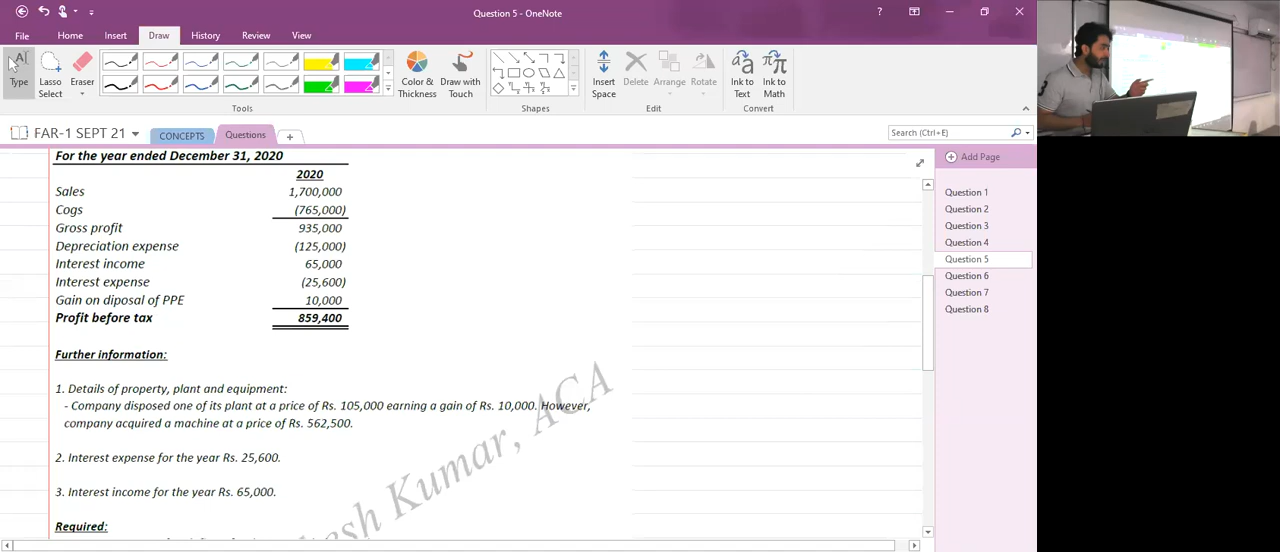 Question 5 - OneNote
?
File Home Insert Draw History Review View
Type
Lasso Select
Eraser
Color & Thickness
Draw with Touch
Insert Space
Delete
Arrange
Rotate
Ink to Text
Ink to Math
Tools
Shapes
Edit
Convert
FAR-1 SEPT 21
CONCEPTS
Questions
Search (Ctrl+E)
Add Page
Question 1
Question 2
Question 3
Question 4
Question 5
Question 6
Question 7
Question 8
For the year ended December 31, 2020
2020
Sales 1,700,000
Cogs (765,000)
Gross profit 935,000
Depreciation expense (125,000)
Interest income 65,000
Interest expense (25,600)
Gain on diposal of PPE 10,000
Profit before tax 859,400
Further information:
1. Details of property, plant and equipment:
- Company disposed one of its plant at a price of Rs. 105,000 earning a gain of Rs. 10,000. However,
company acquired a machine at a price of Rs. 562,500.
2. Interest expense for the year Rs. 25,600.
3. Interest income for the year Rs. 65,000.
Required:
Kumar, ACA